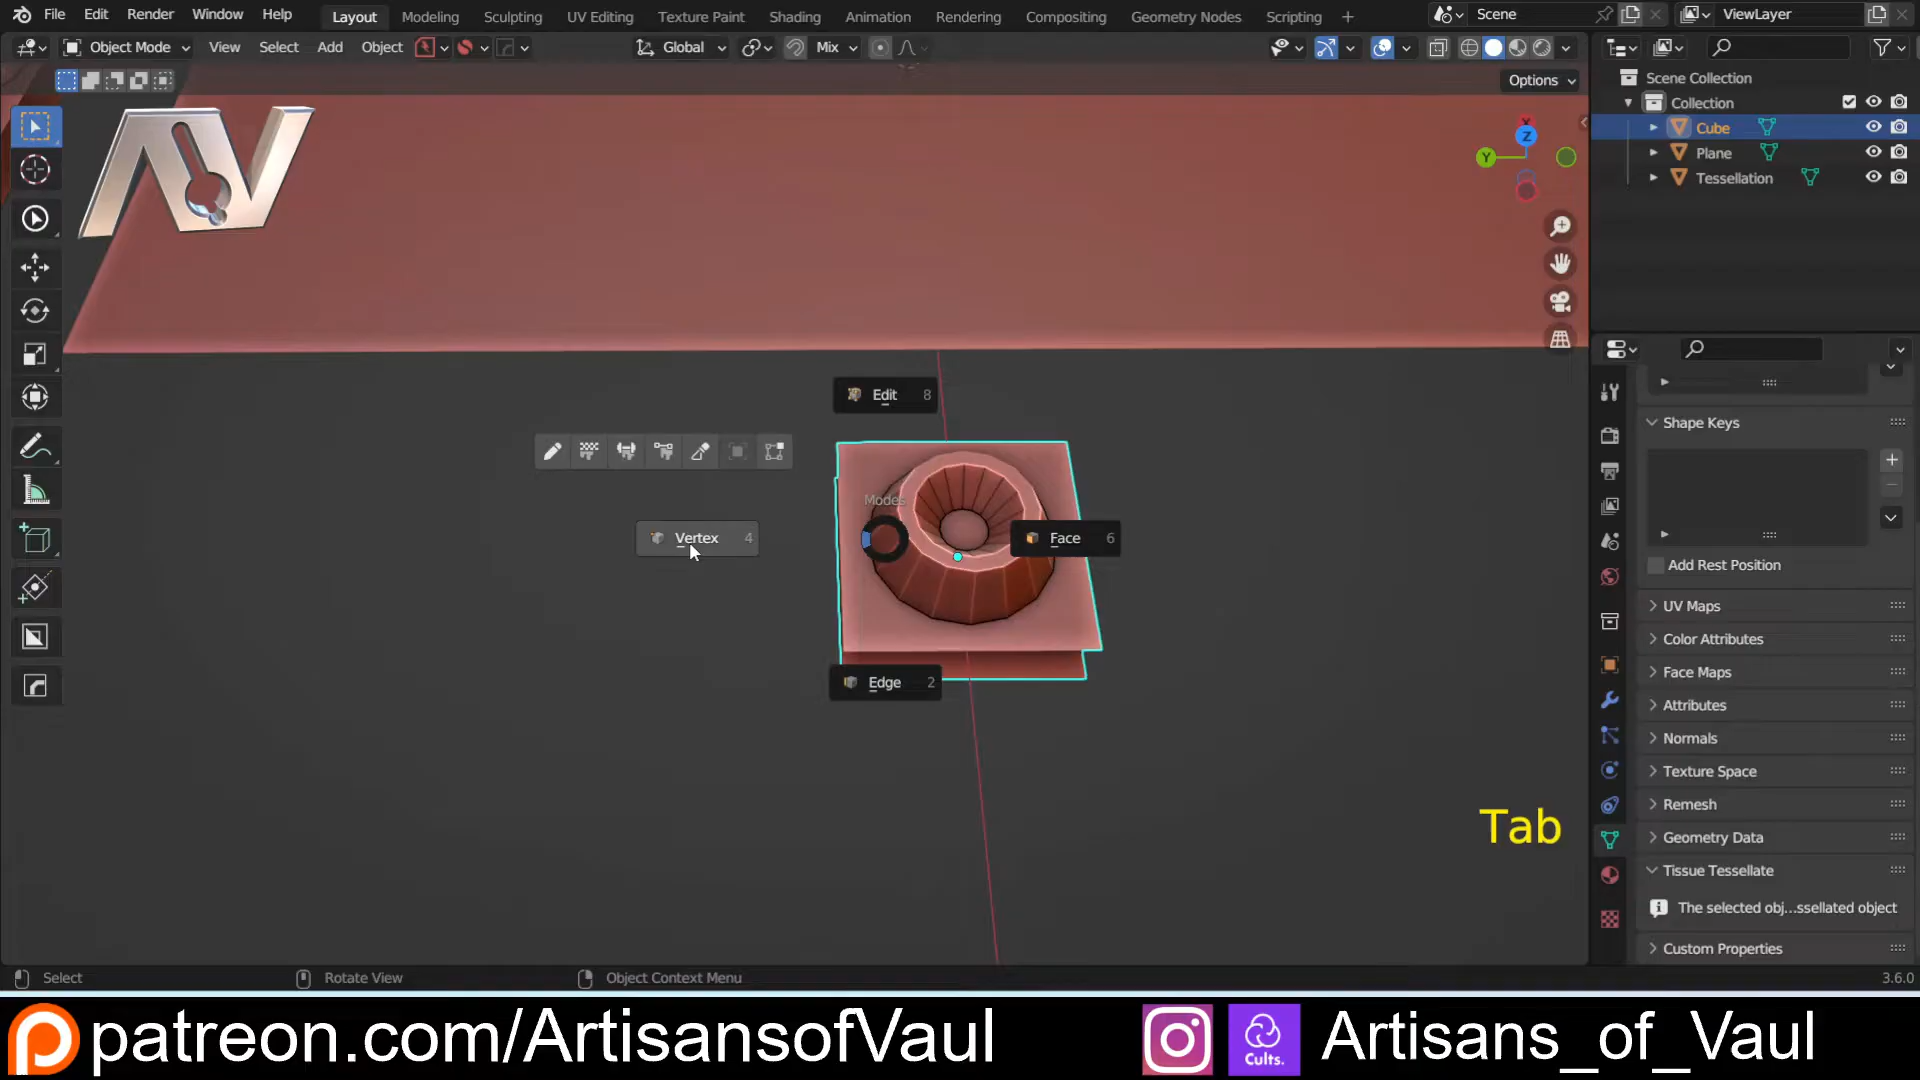 File Edit Render Window Help Layout Modeling Sculpting UV Editing Texture Paint Shading Animation Rendering Compositing Geometry Nodes Scripting + Scene ViewLayer
Object Mode View Select Add Object Global Mix
Options
Scene Collection
Collection
Cube
Plane
Tessellation
X
Y
Z
AV
Edit 8
Modes
Vertex 4
Face 6
Edge 2
Shape Keys
Add Rest Position
UV Maps
Color Attributes
Face Maps
Attributes
Normals
Texture Space
Remesh
Geometry Data
Tissue Tessellate
The selected obj...ssellated object
Custom Properties
Tab
Select Rotate View Object Context Menu 3.6.0
patreon.com/ArtisansofVaul
Cults.
Artisans_of_Vaul